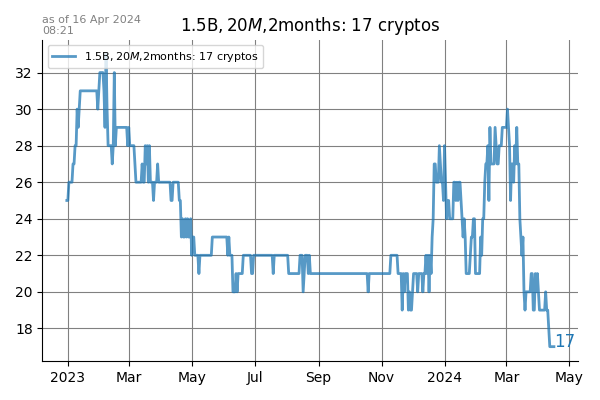 as of 16 Apr 2024
08:21
1.5B, 20M,2months: 17 cryptos
1.5B, 20M,2months: 17 cryptos
32
30
28
26
24
22
20
18
17
2023
Mar
May
Jul
Sep
Nov
2024
Mar
May